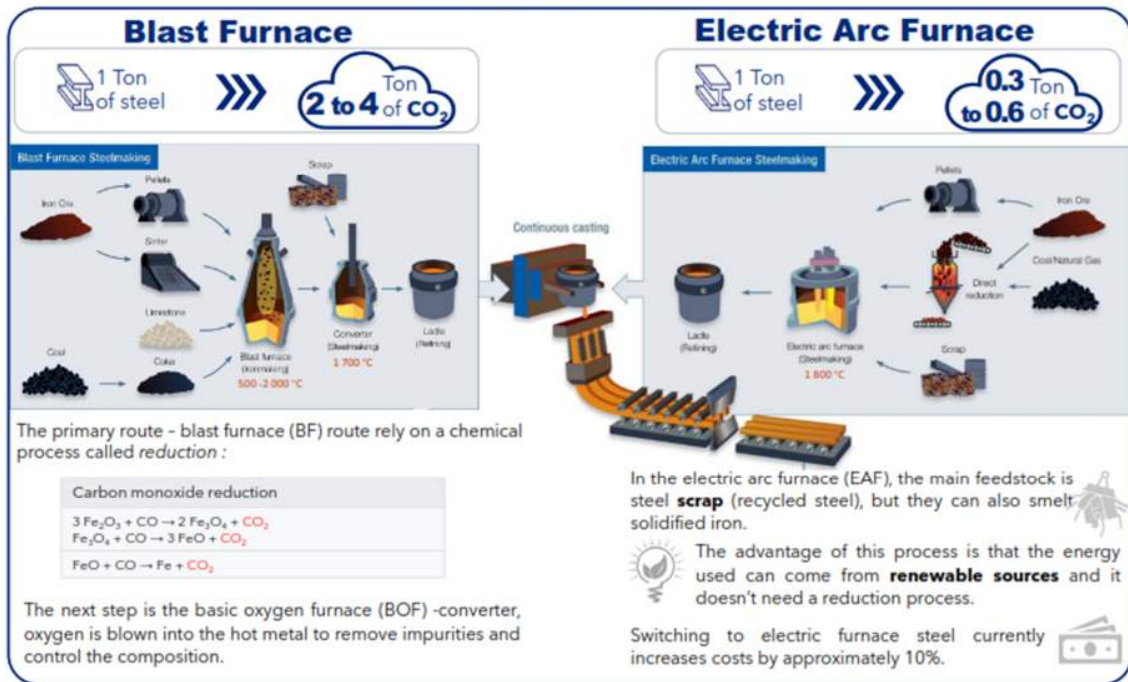 Blast Furnace
1 Ton
of steel
Ton
2 to 4 of CO₂
Blast Furnace Steelmaking
Scrap
Pellets
Iron Ore
Sinter
Limestone
Coal
Coke
Blast furnace
(Ironmaking)
500 -2 000 °C
Converter
(Steelmaking)
1 700 °C
Ladle
(Refining)
Continuous casting
The primary route - blast furnace (BF) route rely on a chemical
process called reduction :
Carbon monoxide reduction
3 Fe₂O₃ + CO → 2 Fe₃O₄ + CO₂
Fe₃O₄ + CO → 3 FeO + CO₂
FeO + CO → Fe + CO₂
The next step is the basic oxygen furnace (BOF) -converter,
oxygen is blown into the hot metal to remove impurities and
control the composition.
Electric Arc Furnace
1 Ton
of steel
0.3 Ton
to 0.6 of CO₂
Electric Arc Furnace Steelmaking
Pellets
Iron Ore
Coal/Natural Gas
Direct
reduction
Ladle
(Refining)
Electric arc furnace
(Steelmaking)
1 800 °C
Scrap
In the electric arc furnace (EAF), the main feedstock is
steel scrap (recycled steel), but they can also smelt
solidified iron.
The advantage of this process is that the energy
used can come from renewable sources and it
doesn't need a reduction process.
Switching to electric furnace steel currently
increases costs by approximately 10%.